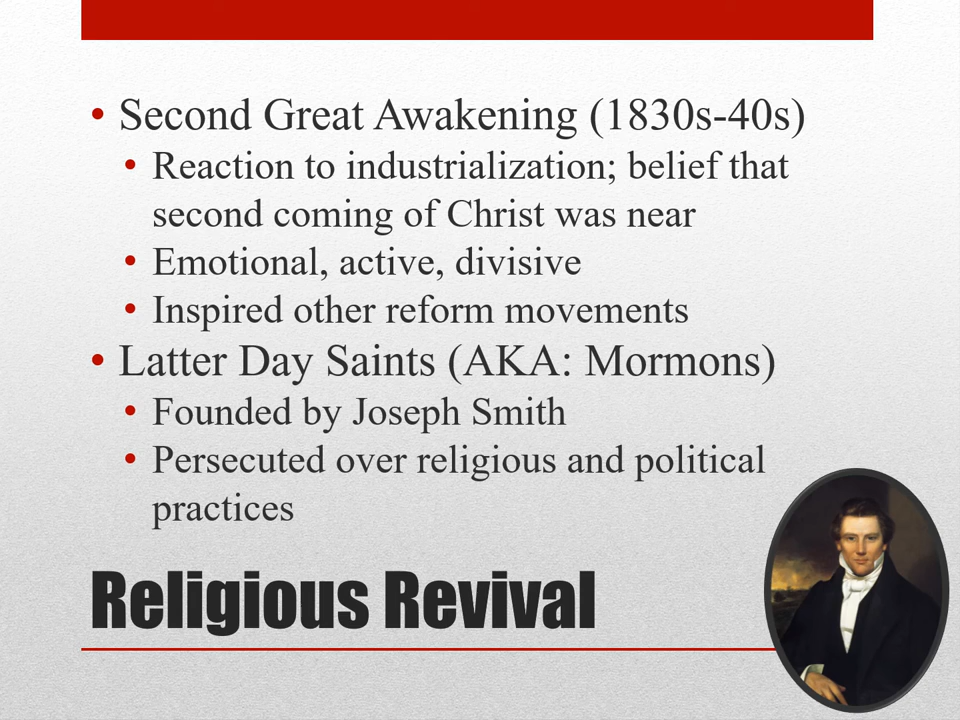 • Second Great Awakening (1830s-40s)
• Reaction to industrialization; belief that
second coming of Christ was near
• Emotional, active, divisive
• Inspired other reform movements
• Latter Day Saints (AKA: Mormons)
• Founded by Joseph Smith
• Persecuted over religious and political
practices
Religious Revival